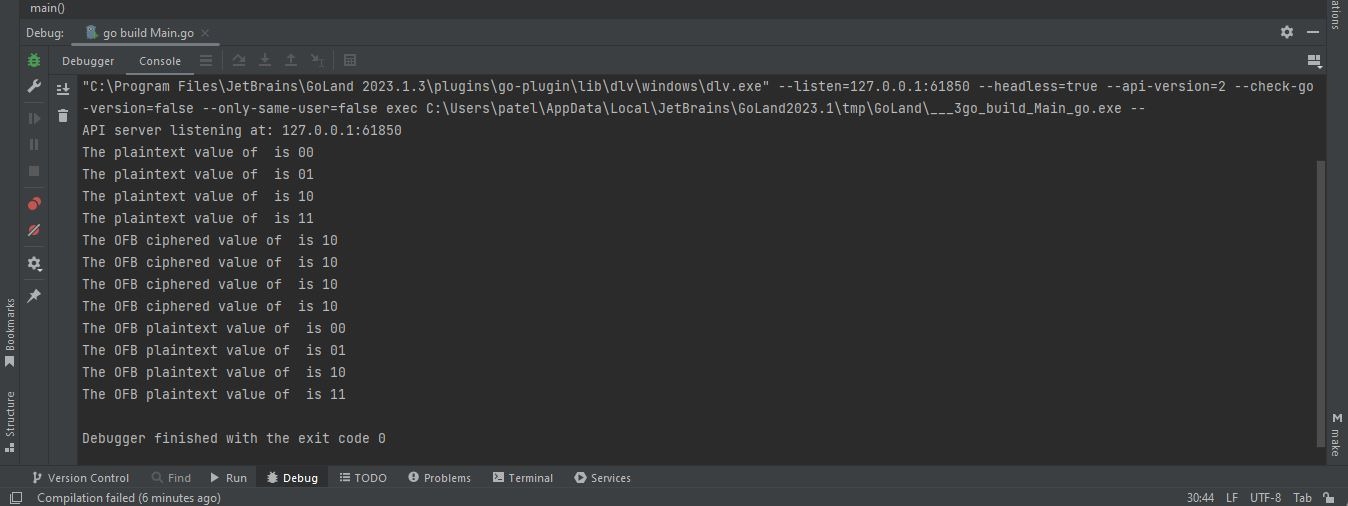 main()
ations
Debug:
go build Main.go
Debugger
Console
"C:\Program Files\JetBrains\GoLand 2023.1.3\plugins\go-plugin\lib\dlv\windows\dlv.exe" --listen=127.0.0.1:61850 --headless=true --api-version=2 --check-go
-version=false --only-same-user=false exec C:\Users\patel\AppData\Local\JetBrains\GoLand2023.1\tmp\GoLand\___3go_build_Main_go.exe --
API server listening at: 127.0.0.1:61850
The plaintext value of  is 00
The plaintext value of  is 01
The plaintext value of  is 10
The plaintext value of  is 11
The OFB ciphered value of  is 10
The OFB ciphered value of  is 10
The OFB ciphered value of  is 10
The OFB ciphered value of  is 10
The OFB plaintext value of  is 00
The OFB plaintext value of  is 01
The OFB plaintext value of  is 10
The OFB plaintext value of  is 11
Debugger finished with the exit code 0
Bookmarks
Structure
M make
Version Control
Find
Run
Debug
TODO
Problems
Terminal
Services
Compilation failed (6 minutes ago)
30:44 LF UTF-8 Tab